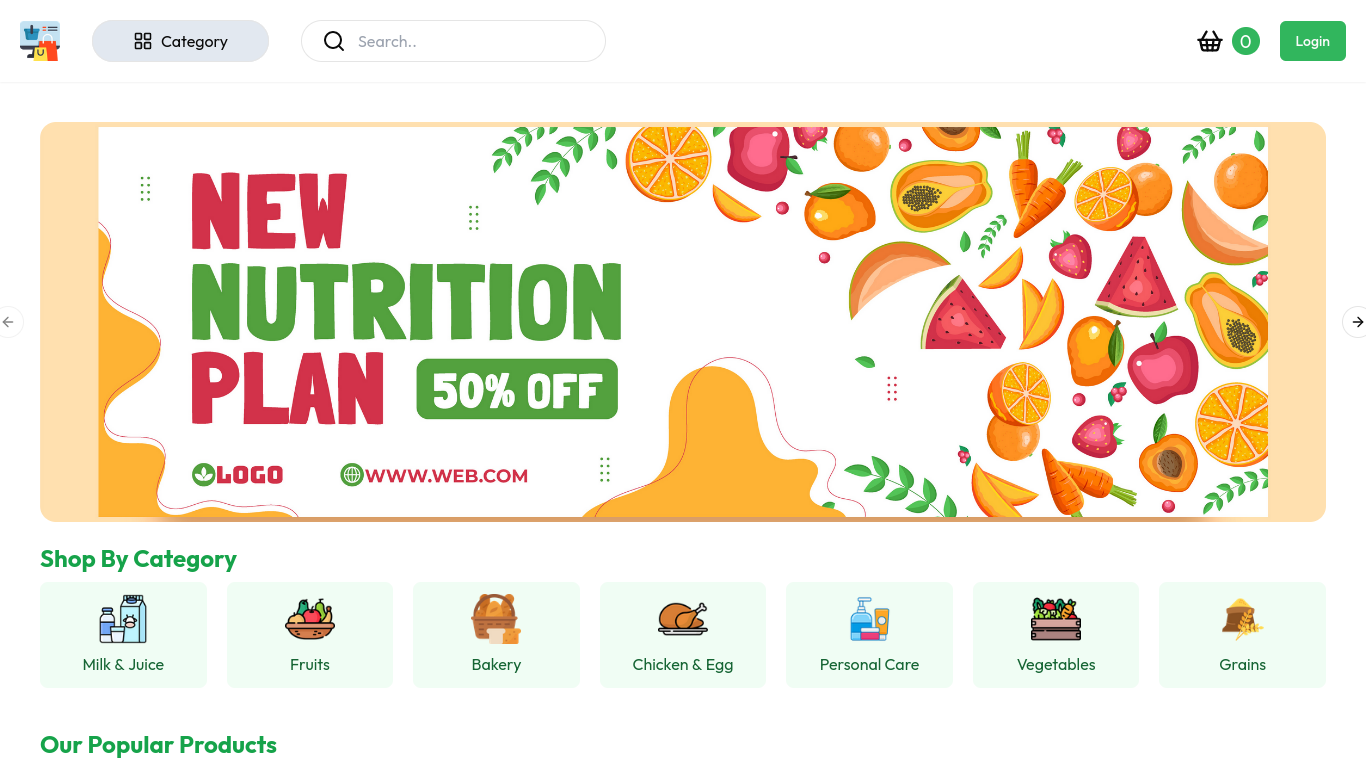 Category
Search..
0
Login
NEW
NUTRITION
PLAN
50% OFF
LOGO
WWW.WEB.COM
Shop By Category
Milk & Juice
Fruits
Bakery
Chicken & Egg
Personal Care
Vegetables
Grains
Our Popular Products